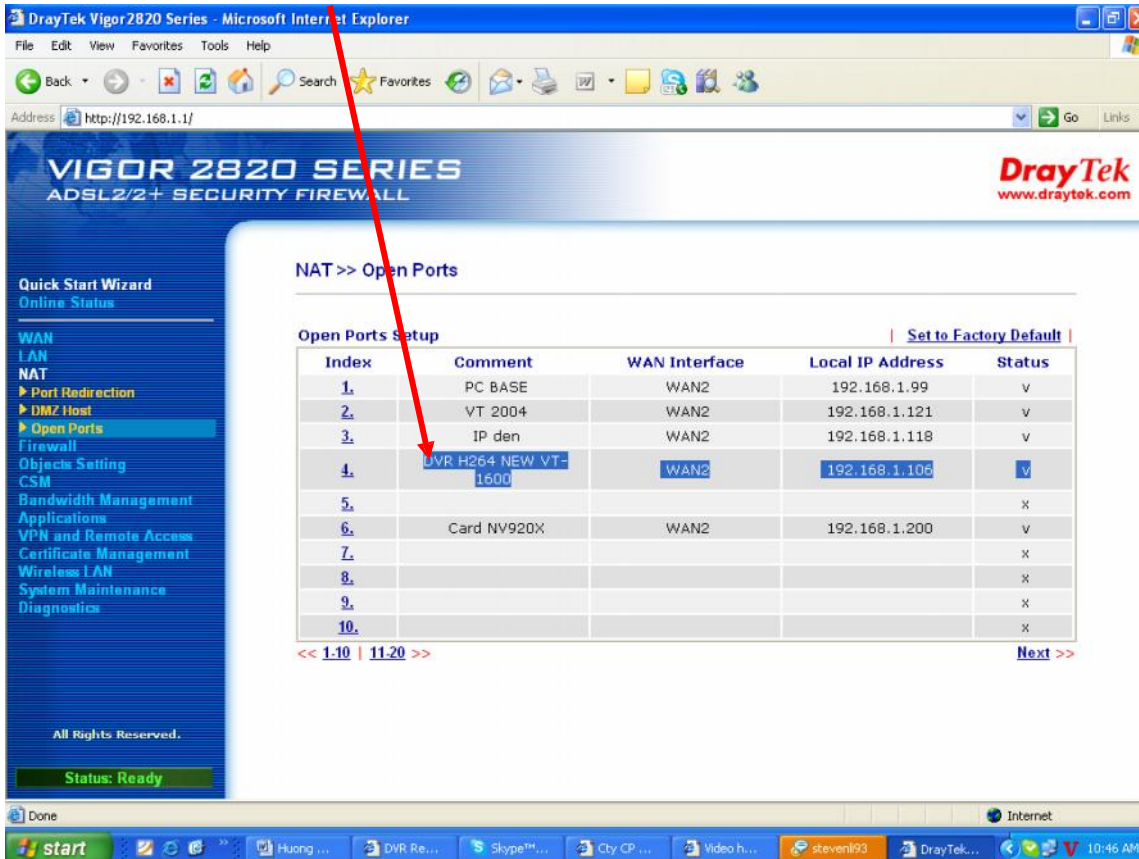 DrayTek Vigor2820 Series - Microsoft Internet Explorer
File Edit View Favorites Tools Help
Back Search Favorites
Address http://192.168.1.1/ Go Links
VIGOR 2820 SERIES
ADSL2/2+ SECURITY FIREWALL
DrayTek
www.draytek.com
Quick Start Wizard
Online Status
WAN
LAN
NAT
Port Redirection
DMZ Host
Open Ports
Firewall
Objects Setting
CSM
Bandwidth Management
Applications
VPN and Remote Access
Certificate Management
Wireless LAN
System Maintenance
Diagnostics
All Rights Reserved.
Status: Ready
NAT >> Open Ports
Open Ports Setup | Set to Factory Default |
Index Comment WAN Interface Local IP Address Status
1. PC BASE WAN2 192.168.1.99 v
2. VT 2004 WAN2 192.168.1.121 v
3. IP den WAN2 192.168.1.118 v
4. DVR H264 NEW VT-1600 WAN2 192.168.1.106 v
5. x
6. Card NV920X WAN2 192.168.1.200 v
7. x
8. x
9. x
10. x
<< 1-10 | 11-20 >> Next >>
Done Internet
start Huong ... DVR Re... Skype™... Cty CP ... Video h... stevenli93 DrayTek... 10:46 AM